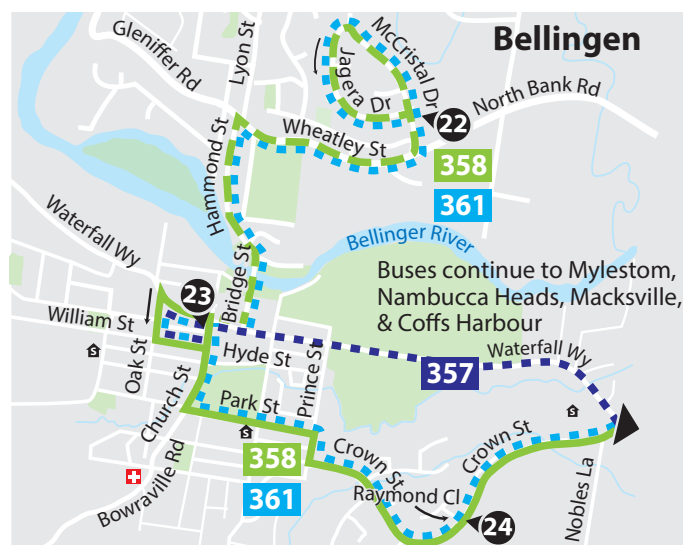 Bellingen
Gleniffer Rd
Lyon St
McCristal Dr
Jagera Dr
North Bank Rd
22
Wheatley St
358
361
Hammond St
Waterfall Wy
Bellinger River
Bridge St
Buses continue to Mylestom,
Nambucca Heads, Macksville,
& Coffs Harbour
23
William St
Oak St
Hyde St
Prince St
357
Waterfall Wy
S
Church St
Park St
S
S
Crown St
Crown St
358
361
Bowraville Rd
Raymond Cl
24
Nobles La